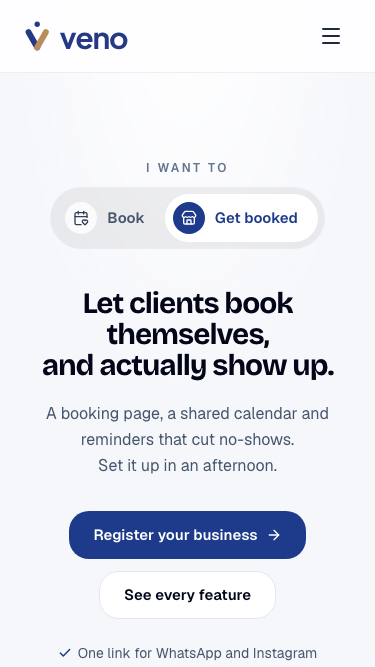 veno
I WANT TO
Book
Get booked
Let clients book
themselves,
and actually show up.
A booking page, a shared calendar and
reminders that cut no-shows.
Set it up in an afternoon.
Register your business →
See every feature
✓ One link for WhatsApp and Instagram